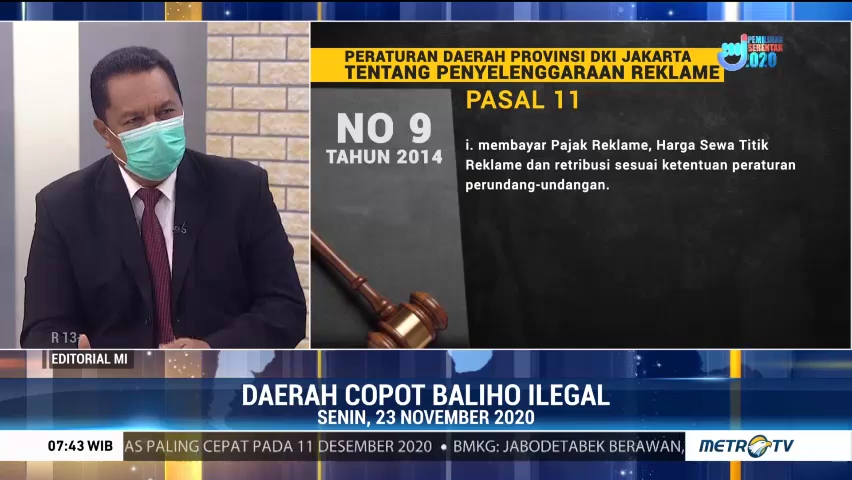 PEMILIHAN
SERENTAK
2020
PERATURAN DAERAH PROVINSI DKI JAKARTA
TENTANG PENYELENGGARAAN REKLAME
PASAL 11
NO 9
TAHUN 2014
i. membayar Pajak Reklame, Harga Sewa Titik
Reklame dan retribusi sesuai ketentuan peraturan
perundang-undangan.
R 13+
EDITORIAL MI
DAERAH COPOT BALIHO ILEGAL
SENIN, 23 NOVEMBER 2020
07:43 WIB
AS PALING CEPAT PADA 11 DESEMBER 2020 • BMKG: JABODETABEK BERAWAN,
METRO TV